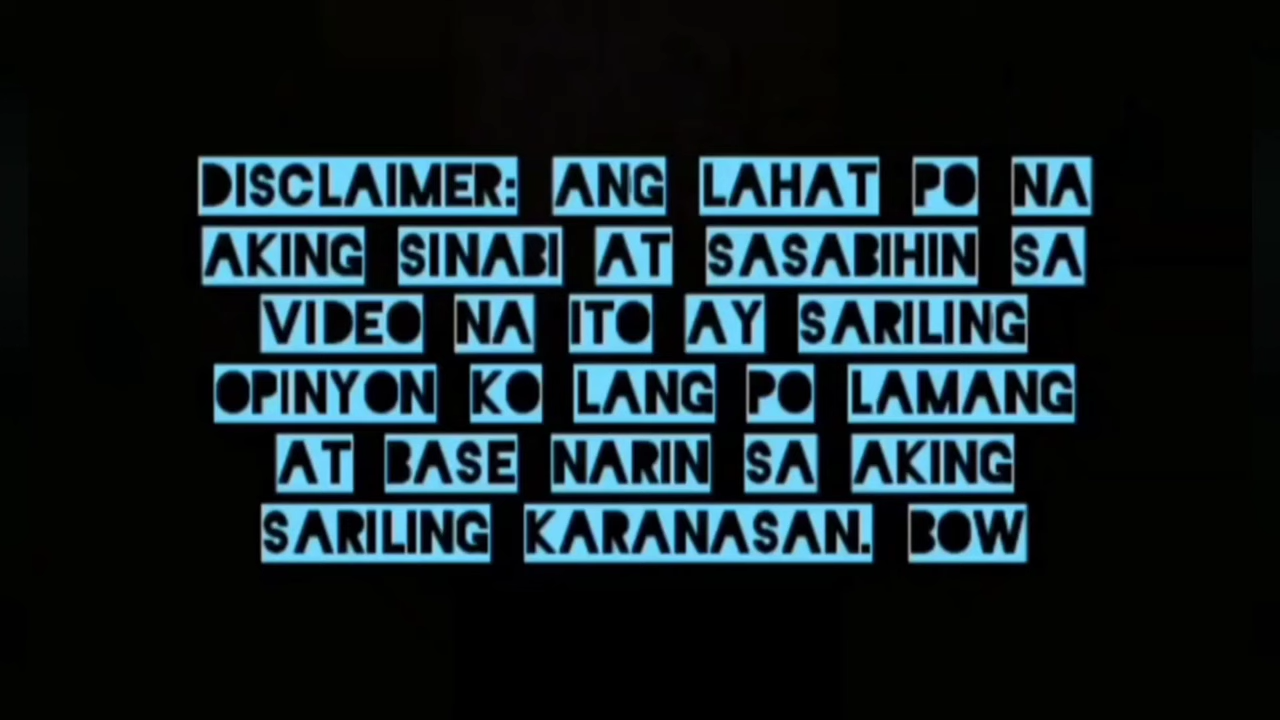 DISCLAIMER: ANG LAHAT PO NA
AKING SINABI AT SASABIHIN SA
VIDEO NA ITO AY SARILING
OPINYON KO LANG PO LAMANG
AT BASE NARIN SA AKING
SARILING KARANASAN. BOW